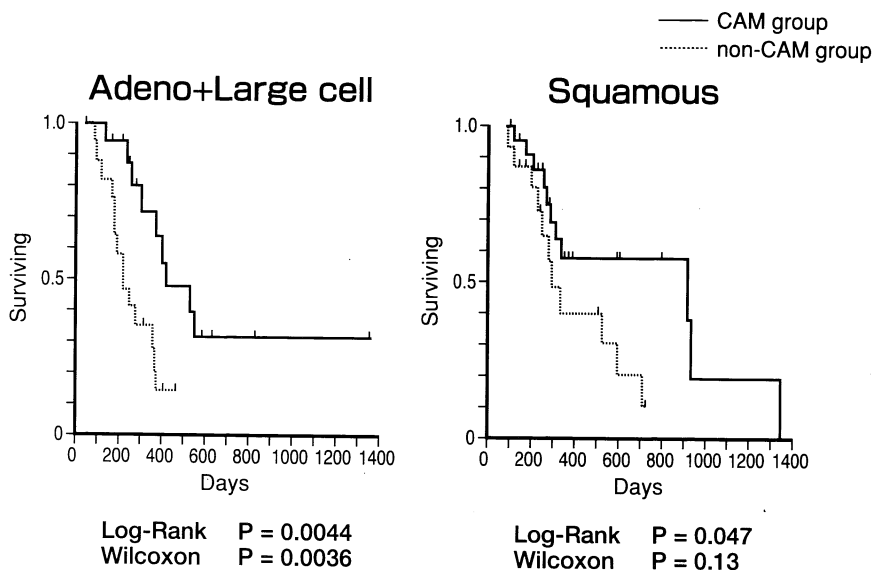 CAM group
non-CAM group
Adeno+Large cell
Surviving
1.0
0.5
0
0 200 400 600 800 1000 1200 1400
Days
Log-Rank P = 0.0044
Wilcoxon P = 0.0036
Squamous
Surviving
1.0
0.5
0
0 200 400 600 800 1000 1200 1400
Days
Log-Rank P = 0.047
Wilcoxon P = 0.13